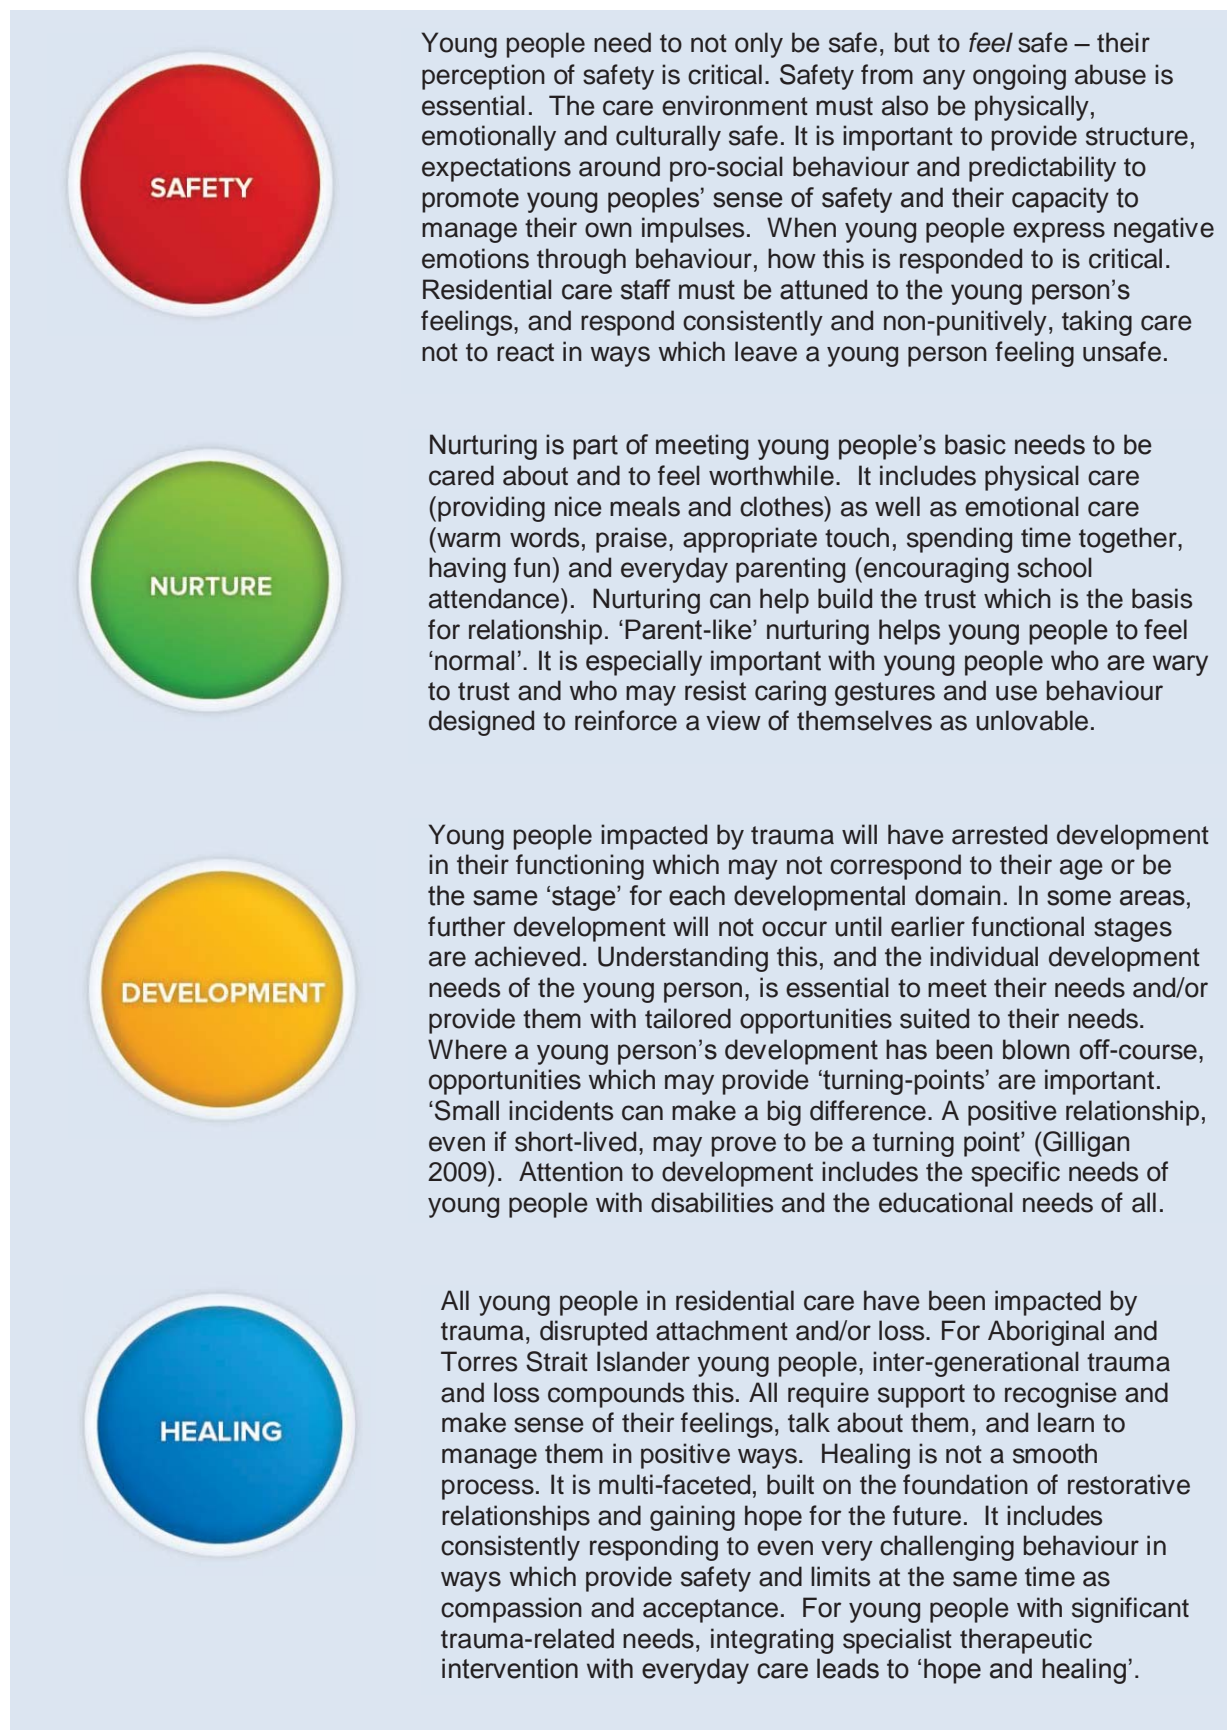 SAFETY
Young people need to not only be safe, but to feel safe – their
perception of safety is critical. Safety from any ongoing abuse is
essential.  The care environment must also be physically,
emotionally and culturally safe. It is important to provide structure,
expectations around pro-social behaviour and predictability to
promote young peoples’ sense of safety and their capacity to
manage their own impulses.  When young people express negative
emotions through behaviour, how this is responded to is critical.
Residential care staff must be attuned to the young person’s
feelings, and respond consistently and non-punitively, taking care
not to react in ways which leave a young person feeling unsafe.
NURTURE
Nurturing is part of meeting young people’s basic needs to be
cared about and to feel worthwhile.  It includes physical care
(providing nice meals and clothes) as well as emotional care
(warm words, praise, appropriate touch, spending time together,
having fun) and everyday parenting (encouraging school
attendance).  Nurturing can help build the trust which is the basis
for relationship. ‘Parent-like’ nurturing helps young people to feel
‘normal’. It is especially important with young people who are wary
to trust and who may resist caring gestures and use behaviour
designed to reinforce a view of themselves as unlovable.
DEVELOPMENT
Young people impacted by trauma will have arrested development
in their functioning which may not correspond to their age or be
the same ‘stage’ for each developmental domain. In some areas,
further development will not occur until earlier functional stages
are achieved. Understanding this, and the individual development
needs of the young person, is essential to meet their needs and/or
provide them with tailored opportunities suited to their needs.
Where a young person’s development has been blown off-course,
opportunities which may provide ‘turning-points’ are important.
‘Small incidents can make a big difference. A positive relationship,
even if short-lived, may prove to be a turning point’ (Gilligan
2009).  Attention to development includes the specific needs of
young people with disabilities and the educational needs of all.
HEALING
All young people in residential care have been impacted by
trauma, disrupted attachment and/or loss. For Aboriginal and
Torres Strait Islander young people, inter-generational trauma
and loss compounds this. All require support to recognise and
make sense of their feelings, talk about them, and learn to
manage them in positive ways.  Healing is not a smooth
process. It is multi-faceted, built on the foundation of restorative
relationships and gaining hope for the future.  It includes
consistently responding to even very challenging behaviour in
ways which provide safety and limits at the same time as
compassion and acceptance.  For young people with significant
trauma-related needs, integrating specialist therapeutic
intervention with everyday care leads to ‘hope and healing’.